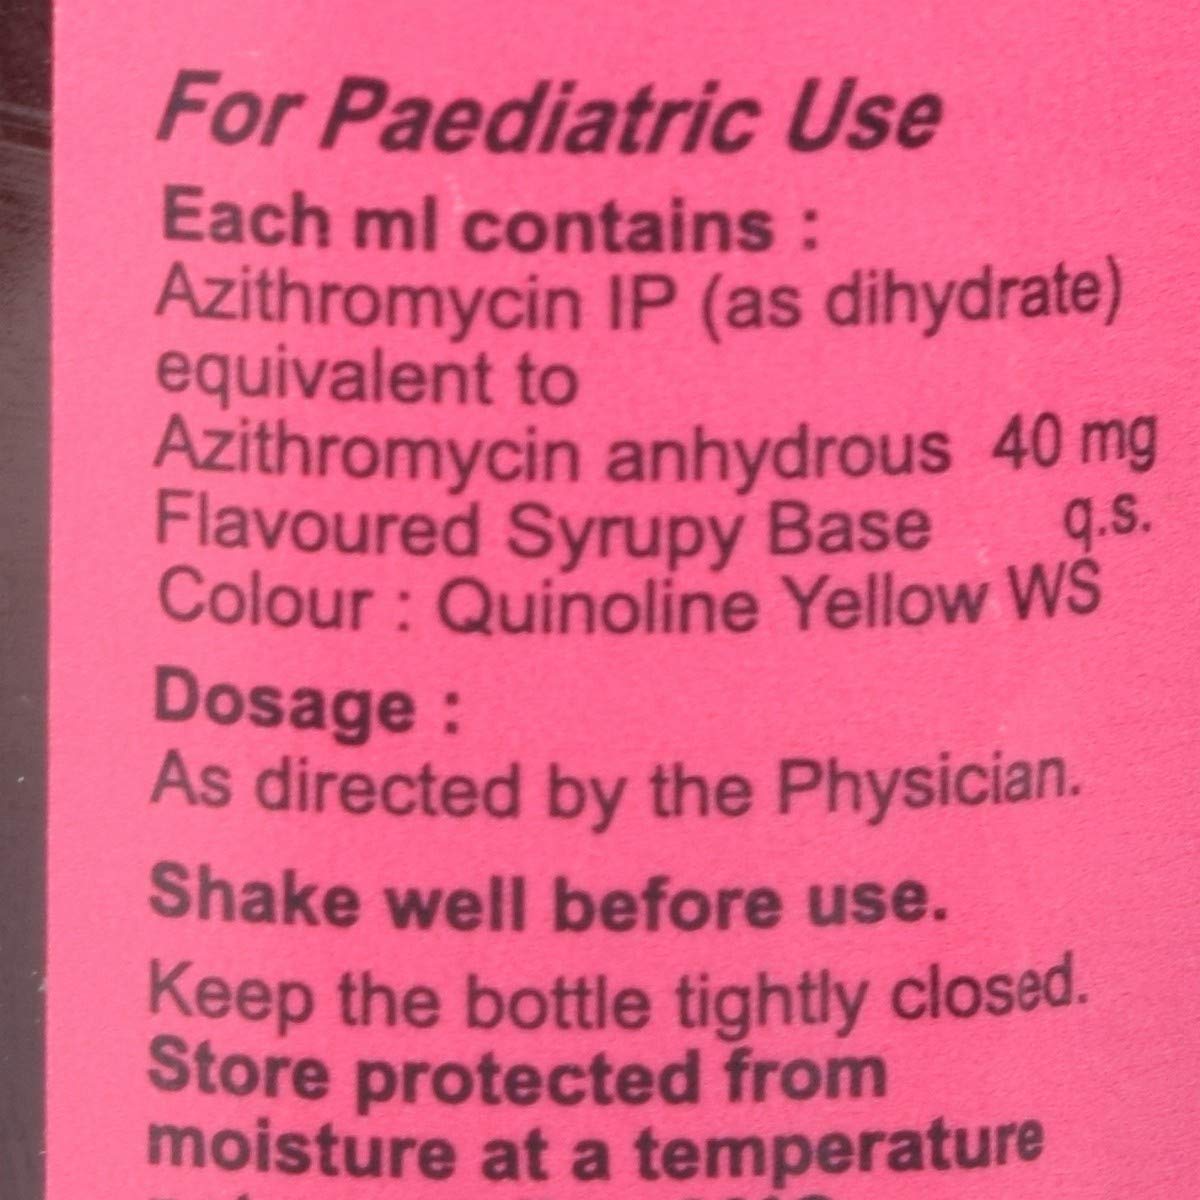 For Paediatric Use
Each ml contains :
Azithromycin IP (as dihydrate)
equivalent to
Azithromycin anhydrous 40 mg
Flavoured Syrupy Base q.s.
Colour : Quinoline Yellow WS
Dosage :
As directed by the Physician.
Shake well before use.
Keep the bottle tightly closed.
Store protected from
moisture at a temperature